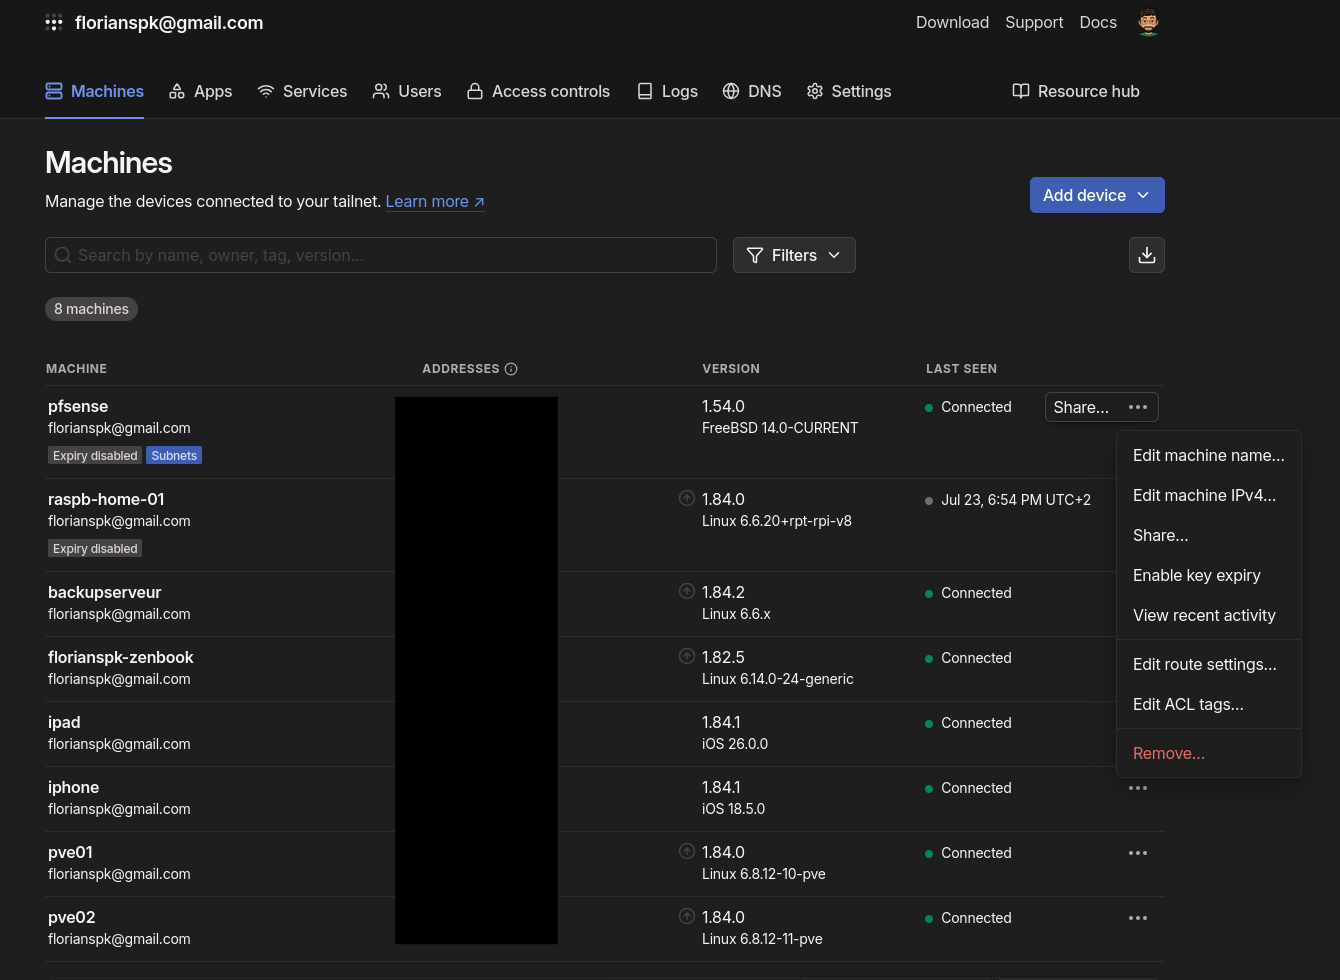 florianspk@gmail.com
Download Support Docs
Machines Apps Services Users Access controls Logs DNS Settings Resource hub
Machines
Manage the devices connected to your tailnet. Learn more ↗
Add device
Search by name, owner, tag, version...
Filters
8 machines
MACHINE ADDRESSES VERSION LAST SEEN
pfsense 1.54.0 Connected Share...
florianspk@gmail.com FreeBSD 14.0-CURRENT
Expiry disabled Subnets
raspb-home-01 1.84.0 Jul 23, 6:54 PM UTC+2
florianspk@gmail.com Linux 6.6.20+rpt-rpi-v8
Expiry disabled
backupserveur 1.84.2 Connected
florianspk@gmail.com Linux 6.6.x
florianspk-zenbook 1.82.5 Connected
florianspk@gmail.com Linux 6.14.0-24-generic
ipad 1.84.1 Connected
florianspk@gmail.com iOS 26.0.0
iphone 1.84.1 Connected
florianspk@gmail.com iOS 18.5.0
pve01 1.84.0 Connected
florianspk@gmail.com Linux 6.8.12-10-pve
pve02 1.84.0 Connected
florianspk@gmail.com Linux 6.8.12-11-pve
Edit machine name...
Edit machine IPv4...
Share...
Enable key expiry
View recent activity
Edit route settings...
Edit ACL tags...
Remove...